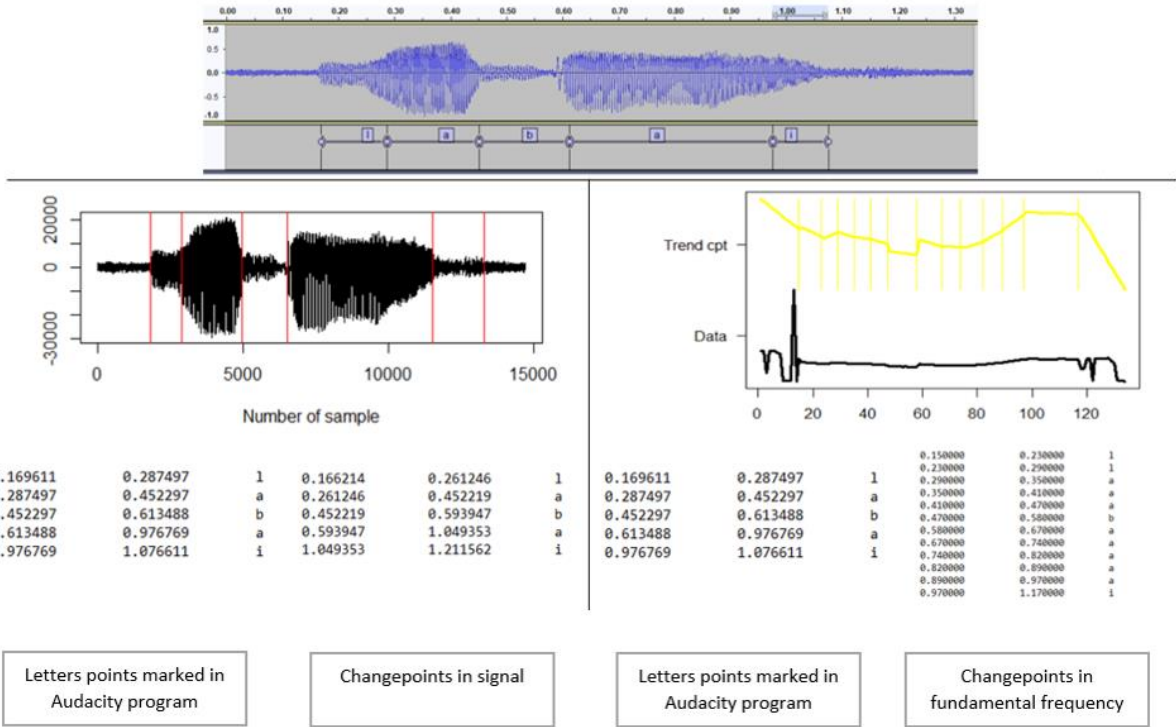 0.00 0.10 0.20 0.30 0.40 0.50 0.60 0.70 0.80 0.90 1.00 1.10 1.20 1.30
1.0
0.5
0.0
-0.5
-1.0
l a b a i
20000
0
-30000
0 5000 10000 15000
Number of sample
Trend cpt
Data
0 20 40 60 80 100 120
.169611 0.287497 l
.287497 0.452297 a
.452297 0.613488 b
.613488 0.976769 a
.976769 1.076611 i
0.166214 0.261246 l
0.261246 0.452219 a
0.452219 0.593947 b
0.593947 1.049353 a
1.049353 1.211562 i
0.169611 0.287497 l
0.287497 0.452297 a
0.452297 0.613488 b
0.613488 0.976769 a
0.976769 1.076611 i
0.150000 0.230000 l
0.230000 0.290000 l
0.290000 0.350000 a
0.350000 0.410000 a
0.410000 0.470000 a
0.470000 0.580000 b
0.580000 0.670000 a
0.670000 0.740000 a
0.740000 0.820000 a
0.820000 0.890000 a
0.890000 0.970000 a
0.970000 1.170000 i
Letters points marked in
Audacity program
Changepoints in signal
Letters points marked in
Audacity program
Changepoints in
fundamental frequency